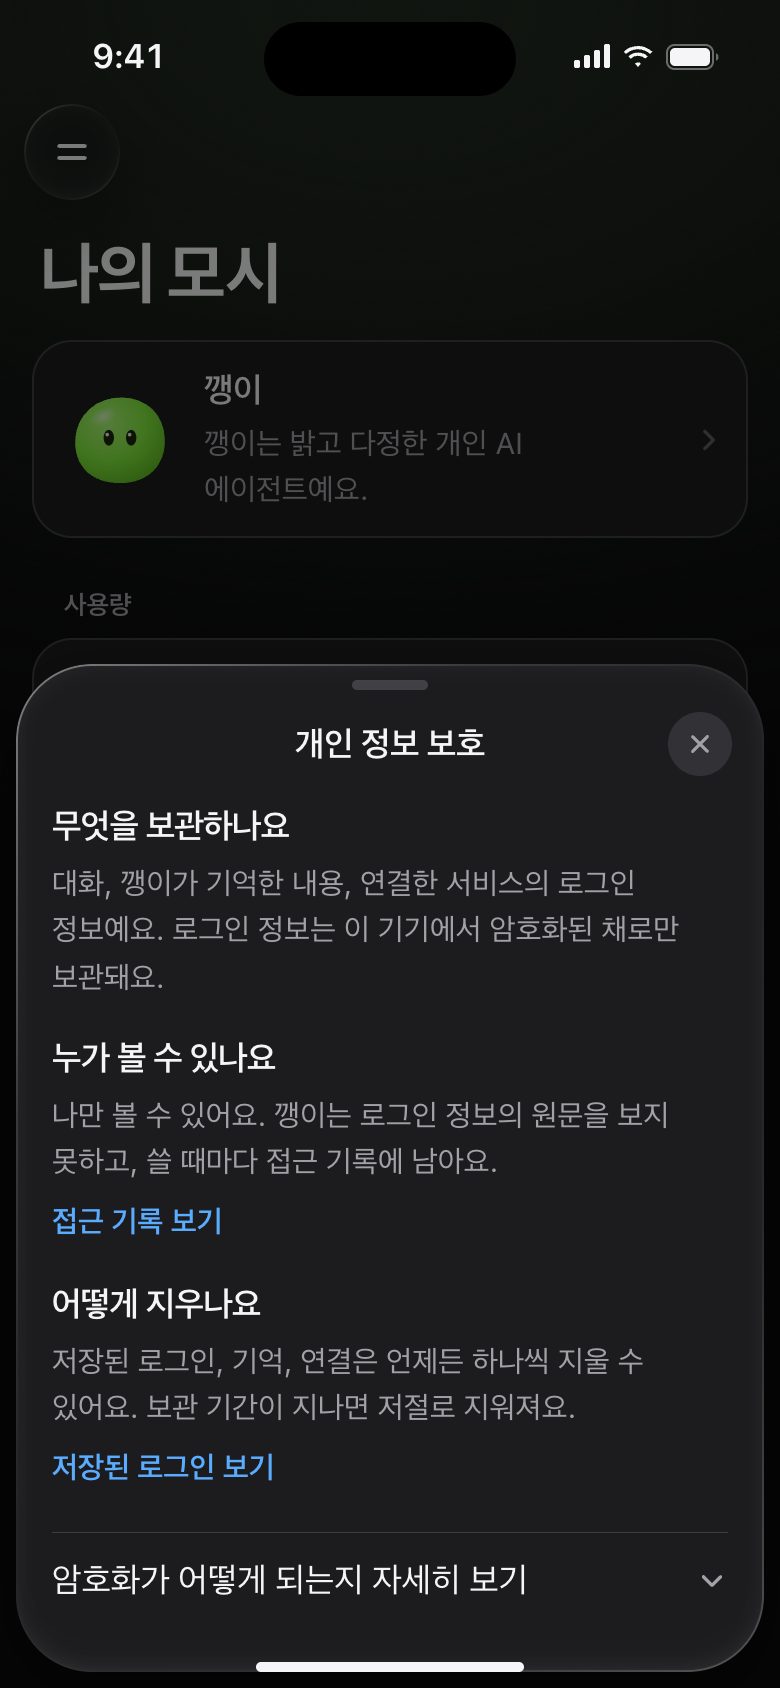 9:41
나의 모시
깽이
깽이는 밝고 다정한 개인 AI
에이전트예요.
사용량
개인 정보 보호
무엇을 보관하나요
대화, 깽이가 기억한 내용, 연결한 서비스의 로그인
정보예요. 로그인 정보는 이 기기에서 암호화된 채로만
보관돼요.
누가 볼 수 있나요
나만 볼 수 있어요. 깽이는 로그인 정보의 원문을 보지
못하고, 쓸 때마다 접근 기록에 남아요.
접근 기록 보기
어떻게 지우나요
저장된 로그인, 기억, 연결은 언제든 하나씩 지울 수
있어요. 보관 기간이 지나면 저절로 지워져요.
저장된 로그인 보기
암호화가 어떻게 되는지 자세히 보기